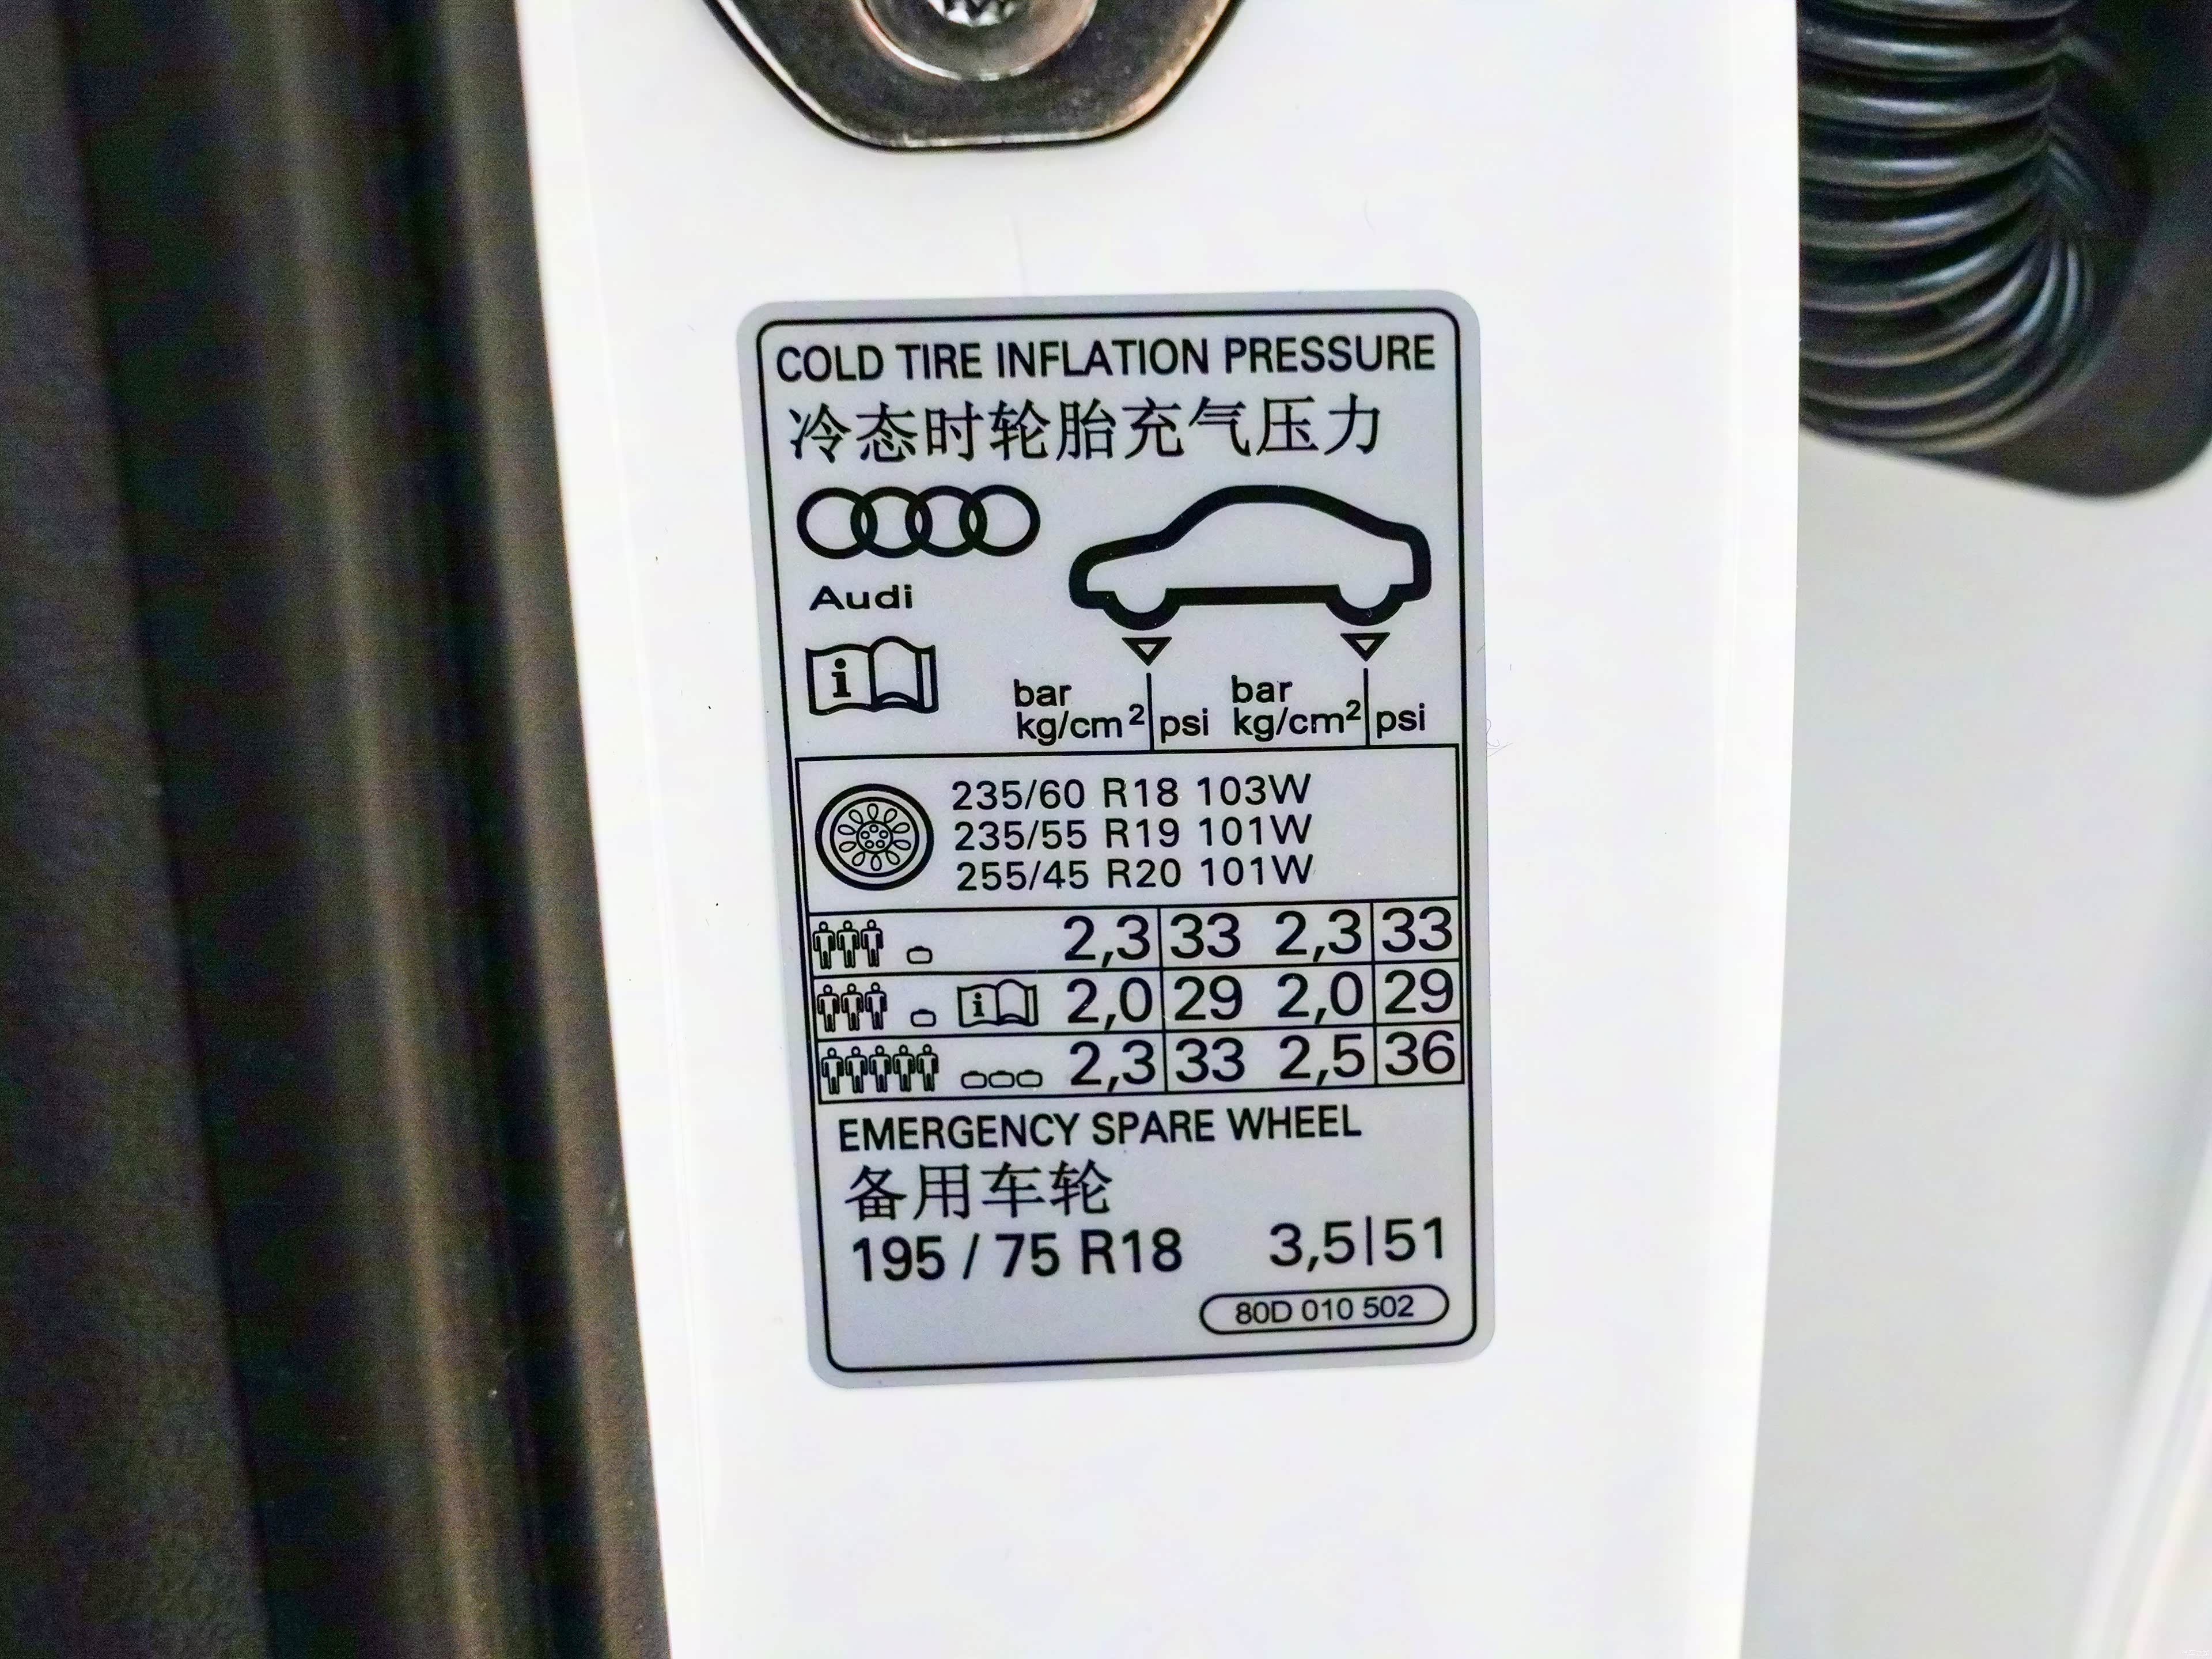 COLD TIRE INFLATION PRESSURE
冷态时轮胎充气压力
Audi
i
bar bar
kg/cm² psi kg/cm² psi
235/60 R18 103W
235/55 R19 101W
255/45 R20 101W
2,3 33 2,3 33
i 2,0 29 2,0 29
2,3 33 2,5 36
EMERGENCY SPARE WHEEL
备用车轮
195 / 75 R18 3,5|51
80D 010 502